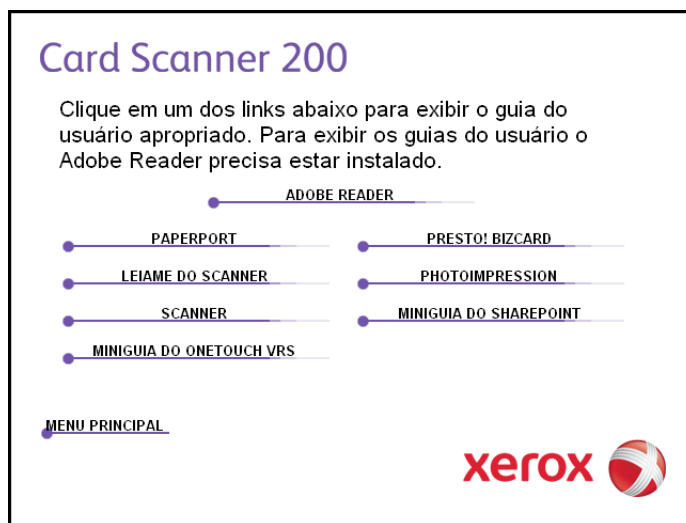 Card Scanner 200
Clique em um dos links abaixo para exibir o guia do
usuário apropriado. Para exibir os guias do usuário o
Adobe Reader precisa estar instalado.
ADOBE READER
PAPERPORT
PRESTO! BIZCARD
LEIAME DO SCANNER
PHOTOIMPRESSION
SCANNER
MINIGUIA DO SHAREPOINT
MINIGUIA DO ONETOUCH VRS
MENU PRINCIPAL
xerox